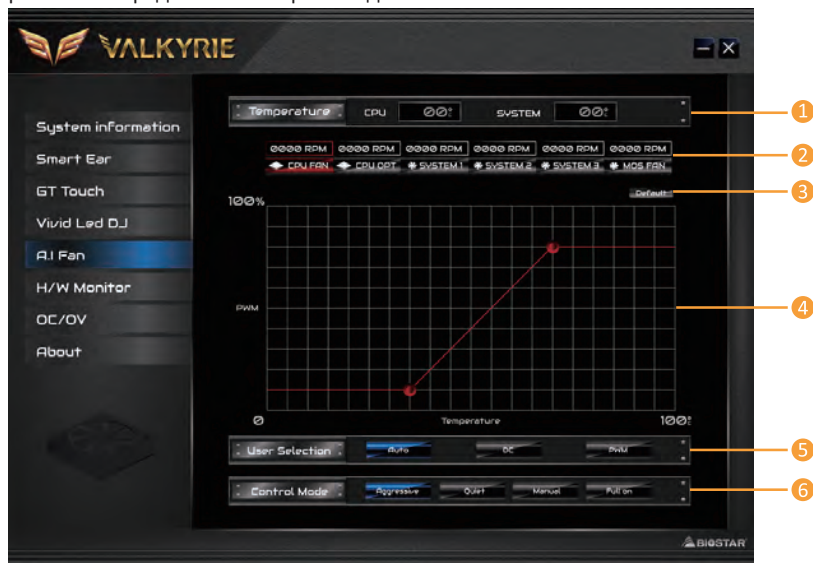 VALKYRIE
System information
Smart Ear
GT Touch
Vivid Led DJ
A.I Fan
H/W Monitor
OC/OV
About
Temperature CPU 00° SYSTEM 00° 1
0000 RPM 0000 RPM 0000 RPM 0000 RPM 0000 RPM 0000 RPM 2
CPU FAN CPU OPT SYSTEM 1 SYSTEM 2 SYSTEM 3 MOS FAN
Default 3
100%
PWM 4
0 Temperature 100°
User Selection Auto DC PWM 5
Control Mode Aggressive Quiet Manual Full on 6
BIOSTAR